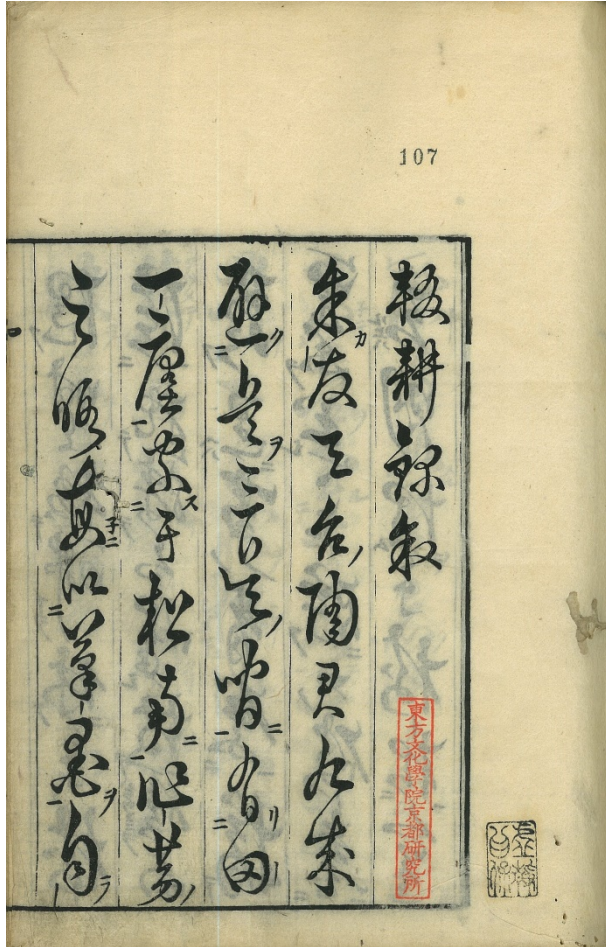 107
輟耕録叙
余友天台陶君九成
避兵三吴間有田
一廛家于松南作勞
之暇每以筆墨自
東方文化學院京都研究所